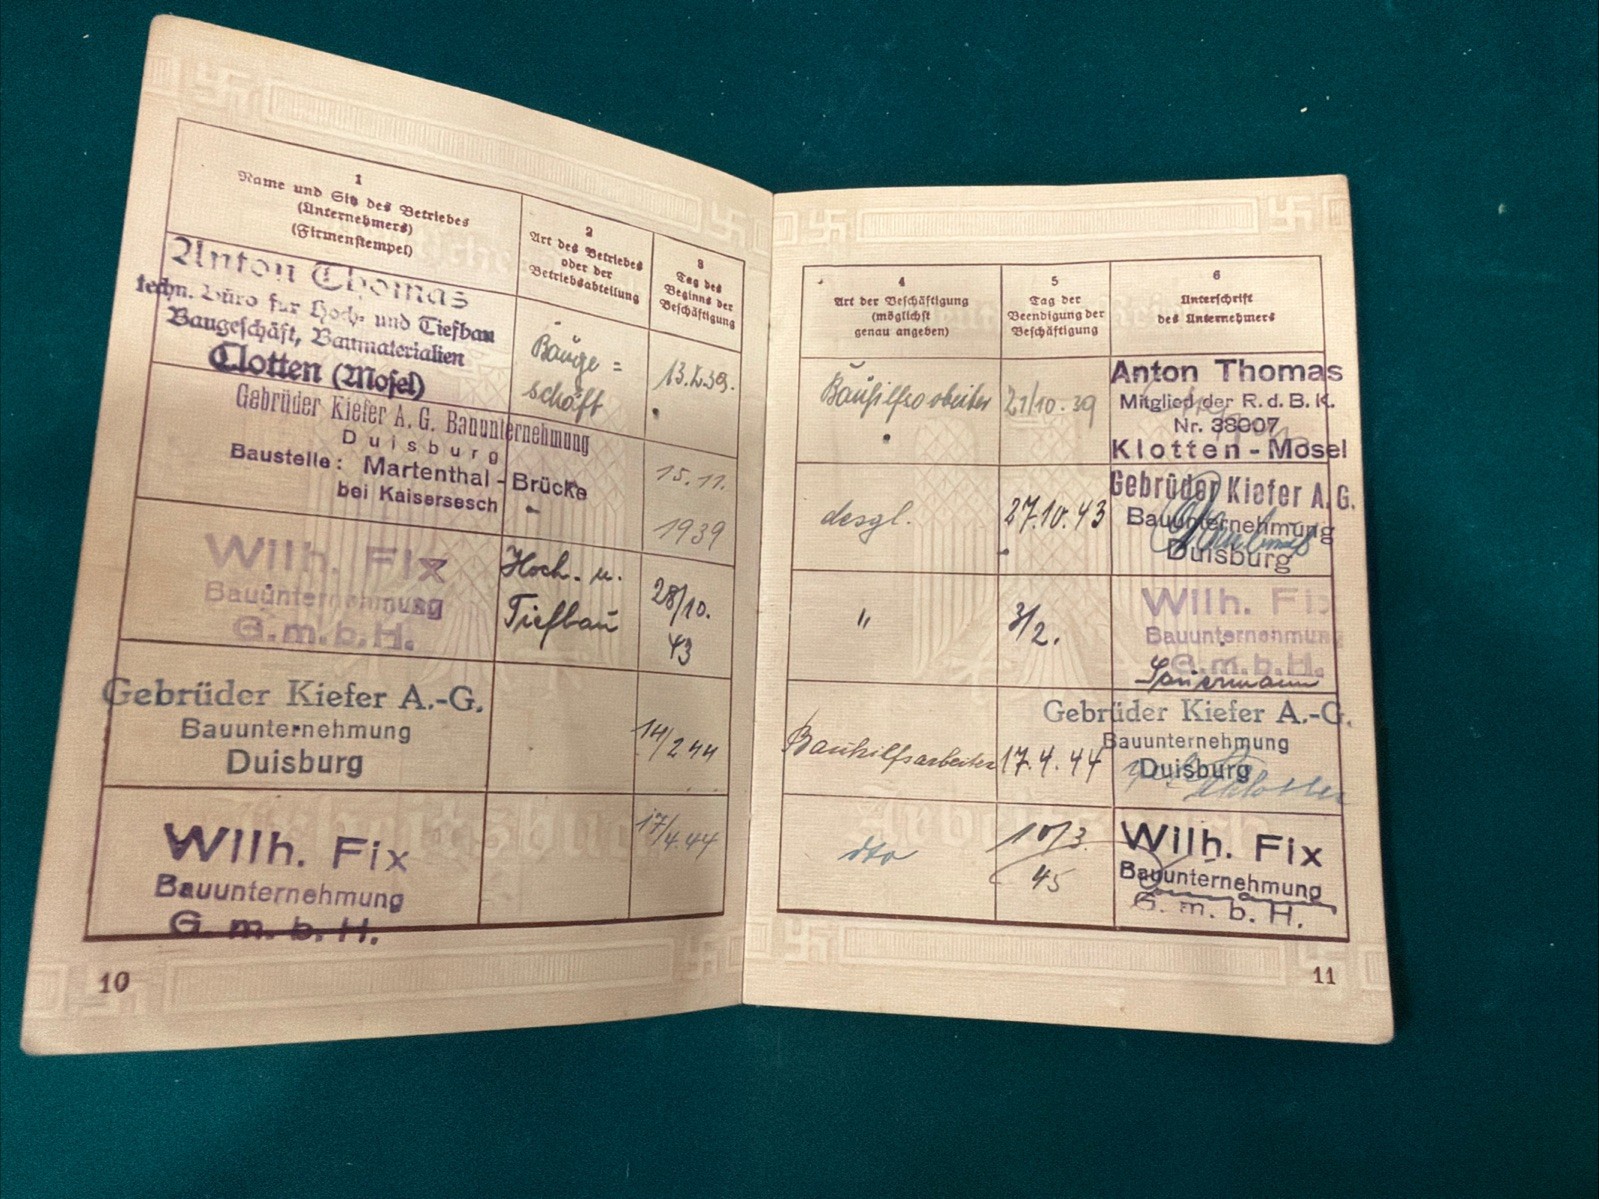 1
Name und Sitz des Betriebes
(Unternehmers)
(Firmenstempel)
2
Art des Betriebes
oder der
Betriebsabteilung
3
Tag des
Beginns der
Beschäftigung
Anton Thomas
techn. Büro für Hoch- und Tiefbau
Baugeschäft, Baumaterialien
Clotten (Mosel)
Bauge=
schäft
Gebrüder Kiefer A. G. Bauunternehmung
Duisburg
Baustelle: Martenthal-Brücke
bei Kaisersesch
15.11.
1939
Wilh. Fix
Bauunternehmung
G.m.b.H.
Hoch- u.
Tiefbau
28/10.
43
Gebrüder Kiefer A.-G.
Bauunternehmung
Duisburg
14/2 44
Wilh. Fix
Bauunternehmung
G. m. b. H.
17/4.44
10
4
Art der Beschäftigung
(möglichst
genau angeben)
5
Tag der
Beendigung der
Beschäftigung
6
Unterschrift
des Unternehmers
Bauhilfsarbeiter
21/10.39
Anton Thomas
Mitglied der R. d. B. K.
Nr. 38007
Klotten-Mosel
desgl.
27.10.43
Gebrüder Kiefer A. G.
Bauunternehmung
Duisburg
"
3/2.
Wilh. Fix
Bauunternehmung
G.m.b.H.
Bauhilfsarbeiter
17.4.44
Gebrüder Kiefer A.-G.
Bauunternehmung
Duisburg
dto
10/3.
45
Wilh. Fix
Bauunternehmung
G. m. b. H.
11